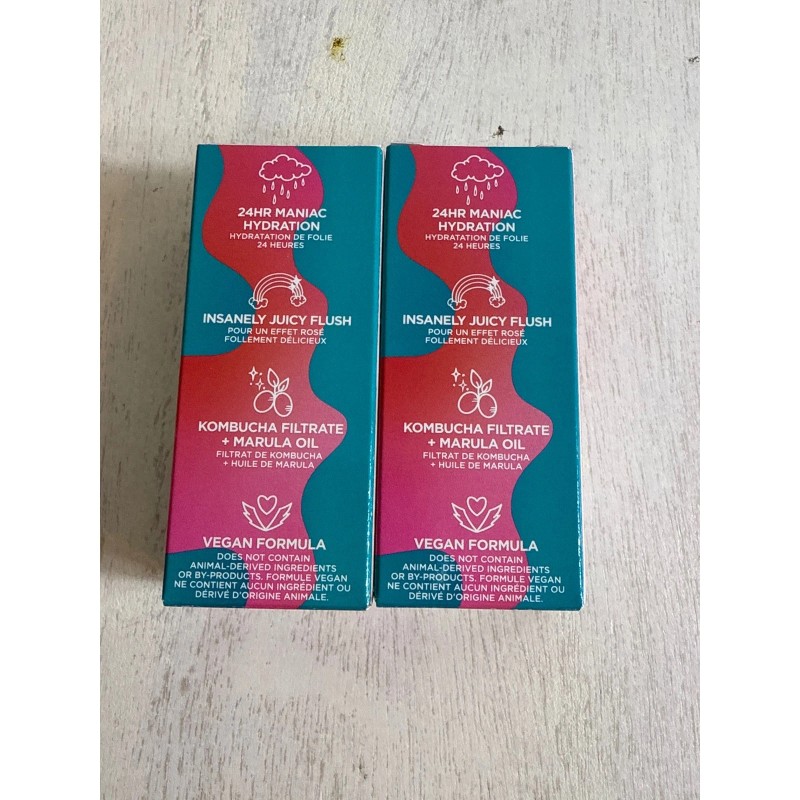 24HR MANIAC
HYDRATION
HYDRATATION DE FOLIE
24 HEURES
INSANELY JUICY FLUSH
POUR UN EFFET ROSÉ
FOLLEMENT DÉLICIEUX
KOMBUCHA FILTRATE
+ MARULA OIL
FILTRAT DE KOMBUCHA
+ HUILE DE MARULA
VEGAN FORMULA
DOES NOT CONTAIN
ANIMAL-DERIVED INGREDIENTS
OR BY-PRODUCTS. FORMULE VEGAN
NE CONTIENT AUCUN INGRÉDIENT OU
DÉRIVÉ D'ORIGINE ANIMALE.
24HR MANIAC
HYDRATION
HYDRATATION DE FOLIE
24 HEURES
INSANELY JUICY FLUSH
POUR UN EFFET ROSÉ
FOLLEMENT DÉLICIEUX
KOMBUCHA FILTRATE
+ MARULA OIL
FILTRAT DE KOMBUCHA
+ HUILE DE MARULA
VEGAN FORMULA
DOES NOT CONTAIN
ANIMAL-DERIVED INGREDIENTS
OR BY-PRODUCTS. FORMULE VEGAN
NE CONTIENT AUCUN INGRÉDIENT OU
DÉRIVÉ D'ORIGINE ANIMALE.